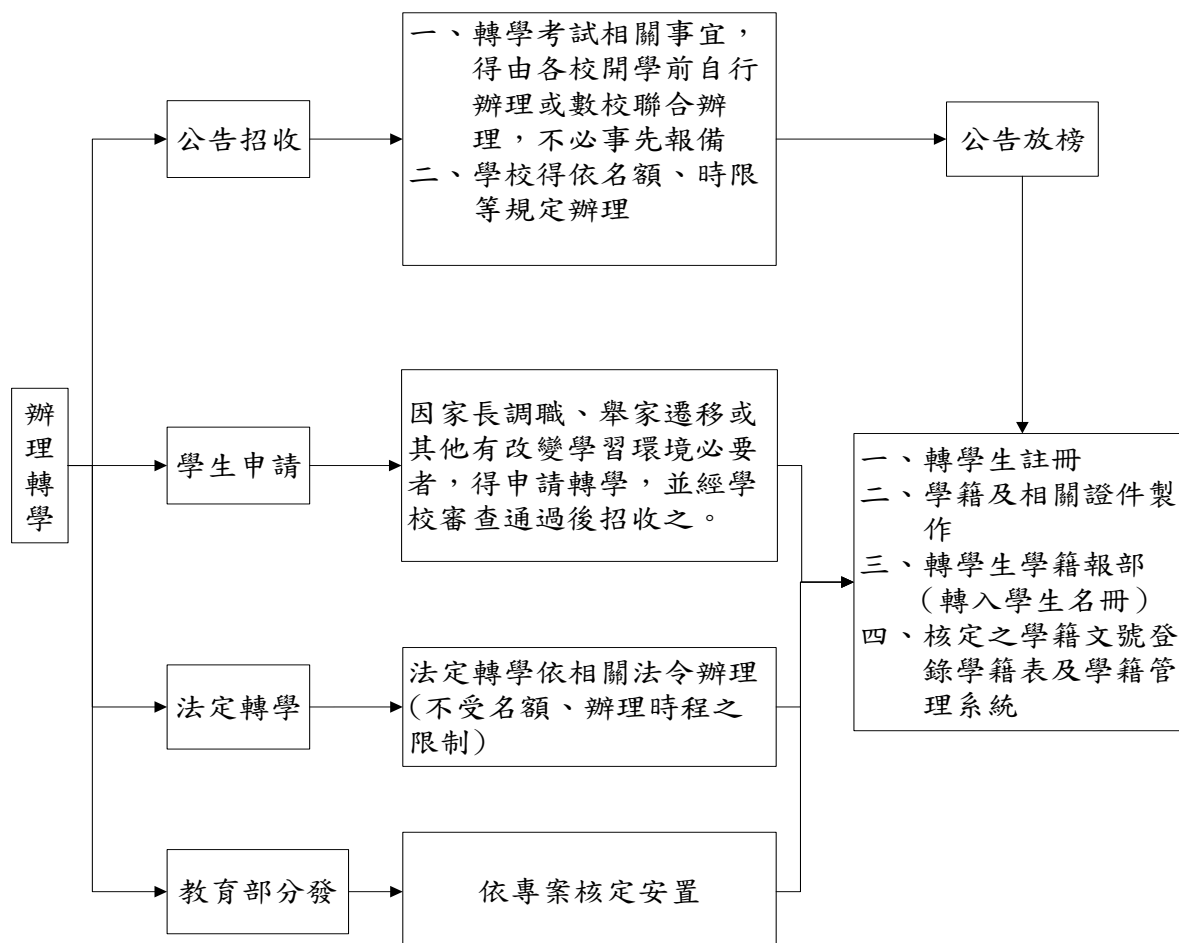 辦
理
轉
學
公告招收
一、轉學考試相關事宜，
得由各校開學前自行
辦理或數校聯合辦
理，不必事先報備
二、學校得依名額、時限
等規定辦理
公告放榜
學生申請
因家長調職、舉家遷移或
其他有改變學習環境必要
者，得申請轉學，並經學
校審查通過後招收之。
法定轉學
法定轉學依相關法令辦理
(不受名額、辦理時程之
限制)
教育部分發
依專案核定安置
一、轉學生註冊
二、學籍及相關證件製
作
三、轉學生學籍報部
(轉入學生名冊)
四、核定之學籍文號登
錄學籍表及學籍管
理系統